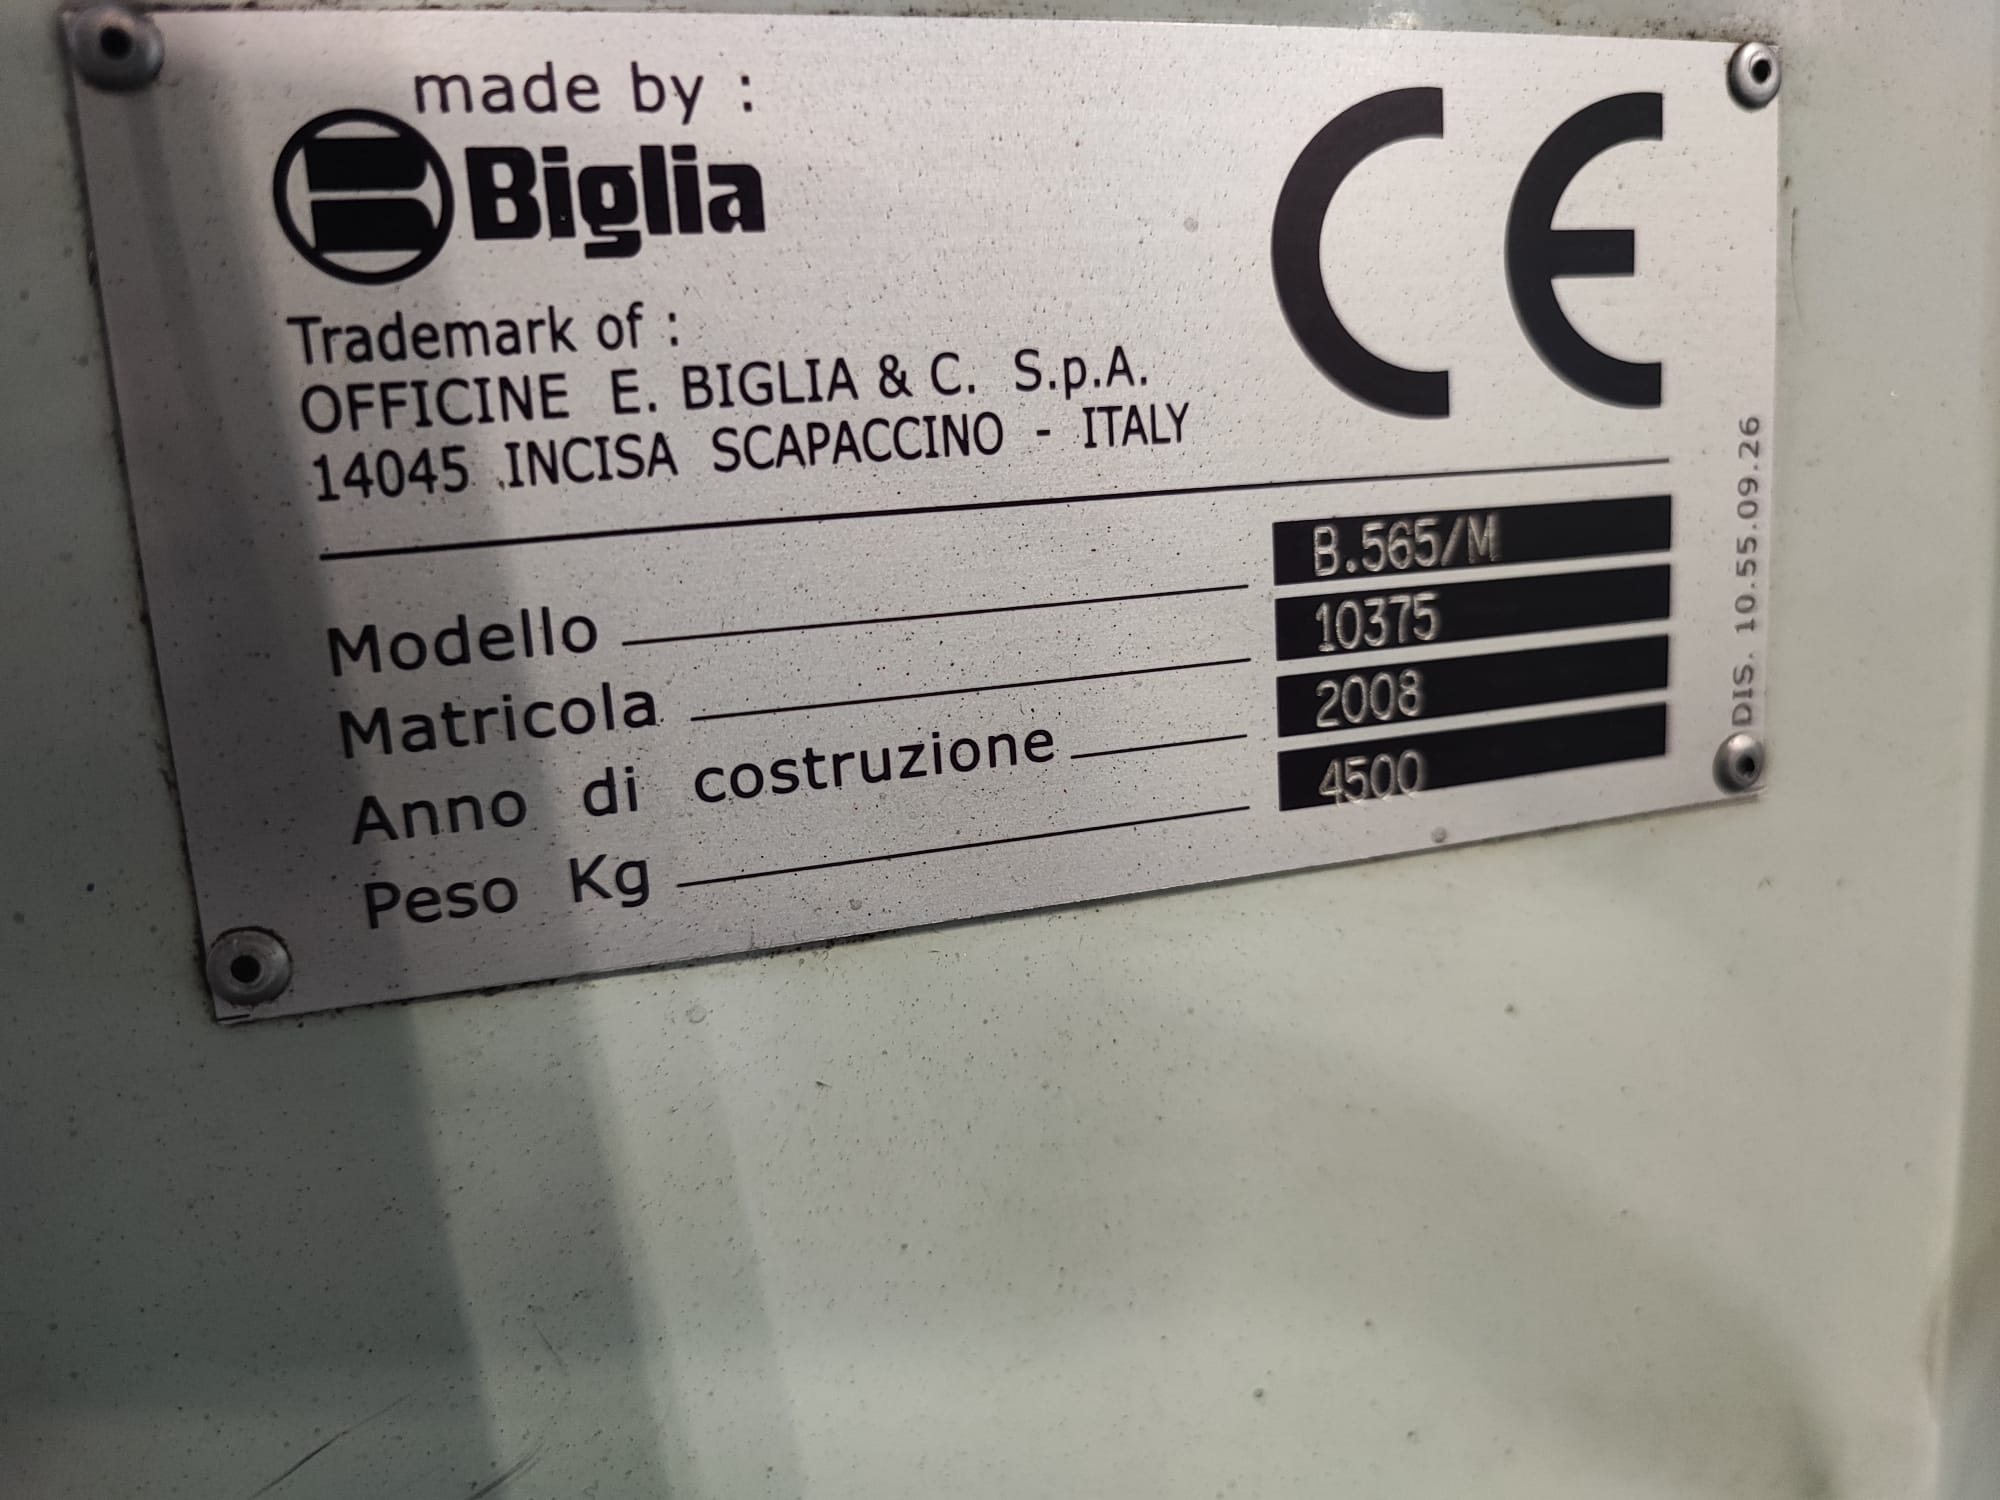 made by :
Biglia
CE
Trademark of :
OFFICINE E. BIGLIA & C. S.p.A.
14045 INCISA SCAPACCINO - ITALY
Modello B.565/M
Matricola 10375
Anno di costruzione 2008
Peso Kg 4500
DIS. 10.55.09.26